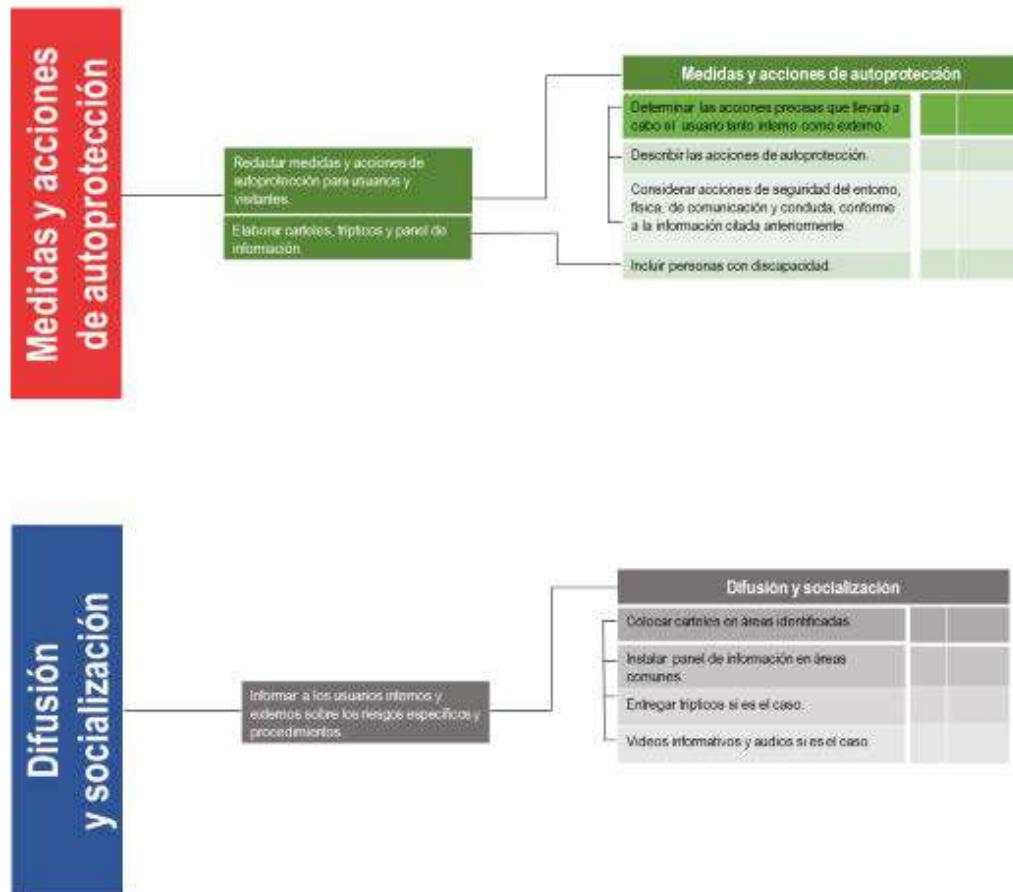 Medidas y acciones
de autoprotección
Redactar medidas y acciones de
autoprotección para usuarios y
visitantes.
Elaborar carteles, trípticos y panel de
información.
Medidas y acciones de autoprotección
Determinar las acciones precisas que llevará a
cabo el usuario tanto interno como externo.
Describir las acciones de autoprotección.
Considerar acciones de seguridad del entorno,
física, de comunicación y conducta, conforme
a la información citada anteriormente.
Incluir personas con discapacidad.
Difusión
y socialización
Informar a los usuarios internos y
externos sobre los riesgos específicos y
procedimientos.
Difusión y socialización
Colocar carteles en áreas identificadas.
Instalar panel de información en áreas
comunes.
Entregar trípticos si es el caso.
Videos informativos y audios si es el caso.